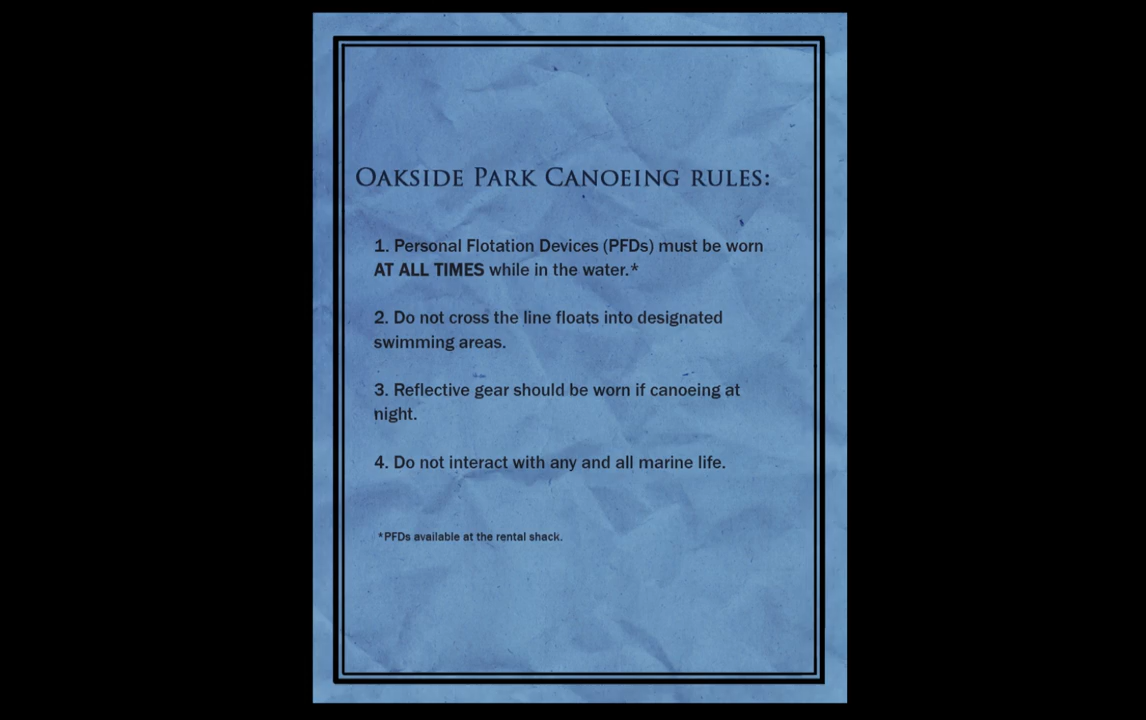 Oakside Park Canoeing rules:
1. Personal Flotation Devices (PFDs) must be worn
AT ALL TIMES while in the water.*
2. Do not cross the line floats into designated
swimming areas.
3. Reflective gear should be worn if canoeing at
night.
4. Do not interact with any and all marine life.
*PFDs available at the rental shack.